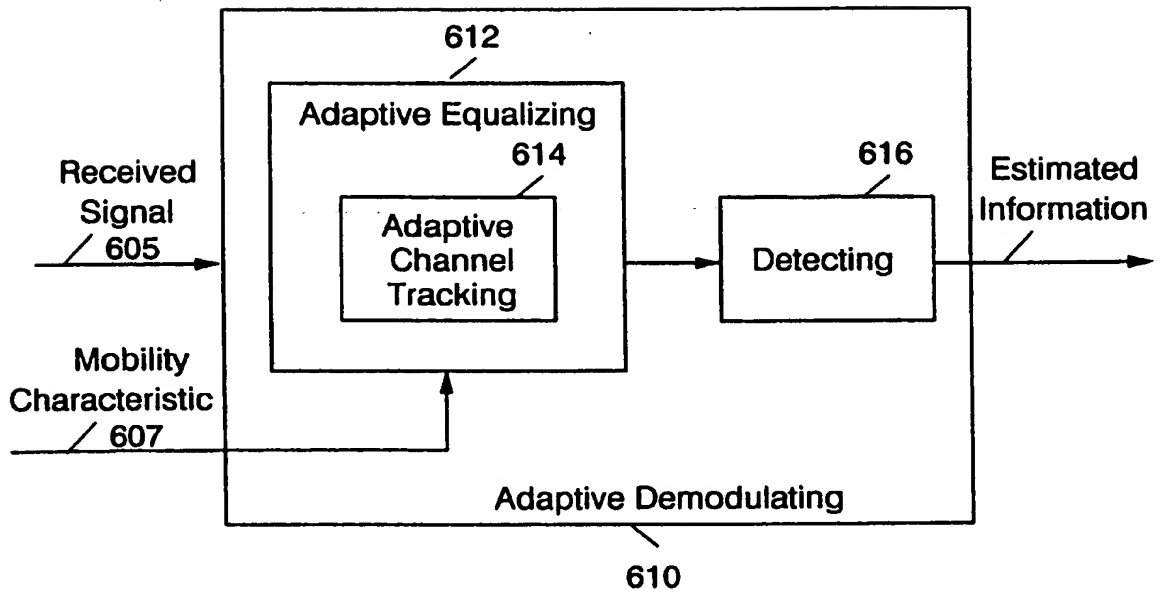 612
Adaptive Equalizing
614
616
Received
Signal
605
Adaptive
Channel
Tracking
Detecting
Estimated
Information
Mobility
Characteristic
607
Adaptive Demodulating
610